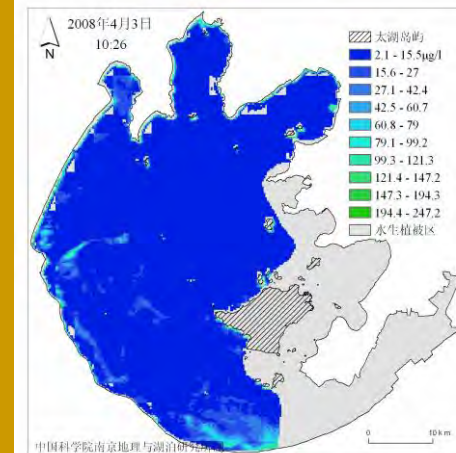 2008年4月3日
10:26
N
太湖岛屿
2.1 - 15.5μg/l
15.6 - 27
27.1 - 42.4
42.5 - 60.7
60.8 - 79
79.1 - 99.2
99.3 - 121.3
121.4 - 147.2
147.3 - 194.3
194.4 - 247.2
水生植被区
中国科学院南京地理与湖泊研究所
0 10 km